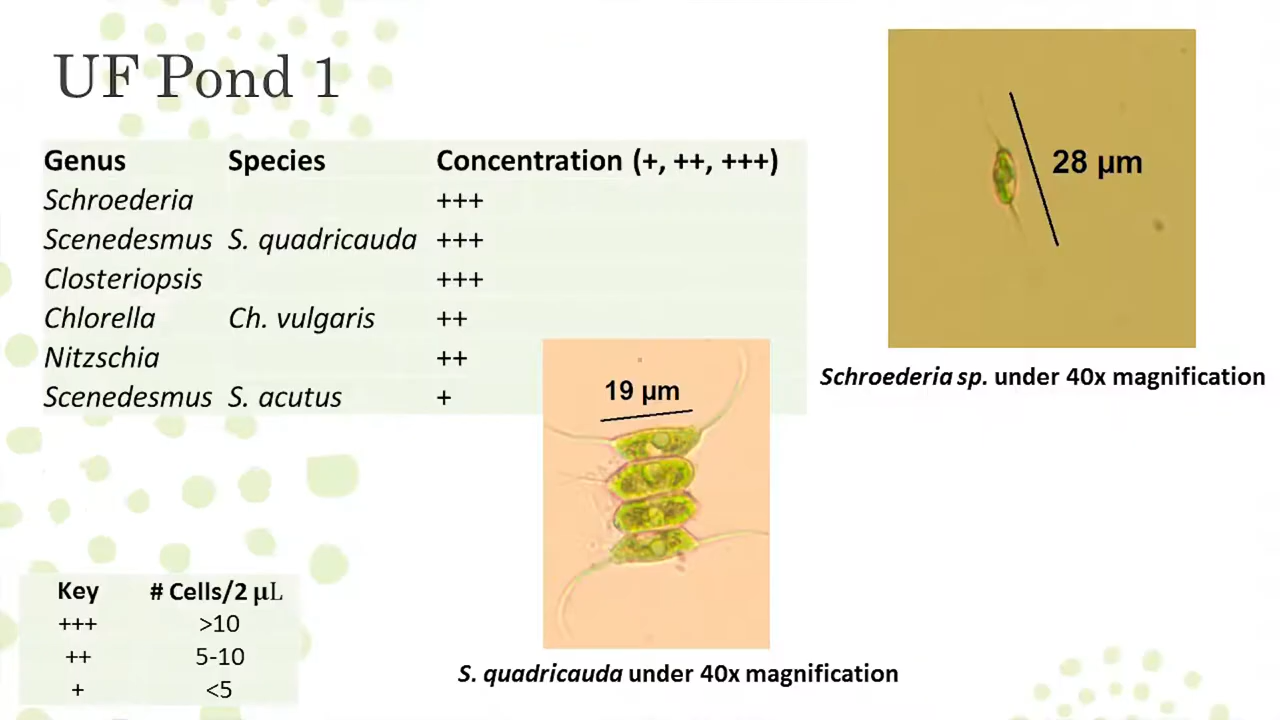 UF Pond 1
Genus Species Concentration (+, ++, +++)
Schroederia +++
Scenedesmus S. quadricauda +++
Closteriopsis +++
Chlorella Ch. vulgaris ++
Nitzschia ++
Scenedesmus S. acutus +
28 µm
Schroederia sp. under 40x magnification
19 µm
S. quadricauda under 40x magnification
Key # Cells/2 µL
+++ >10
++ 5-10
+ <5